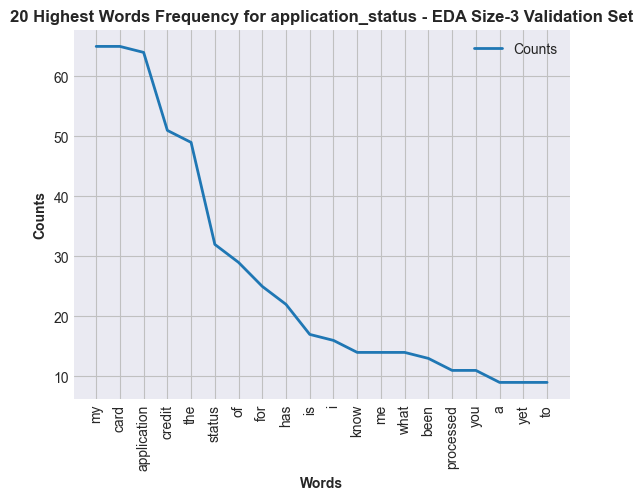 20 Highest Words Frequency for application_status - EDA Size-3 Validation Set
Counts
60
50
40
30
20
10
Counts
my
card
application
credit
the
status
of
for
has
is
i
know
me
what
been
processed
you
a
yet
to
Words